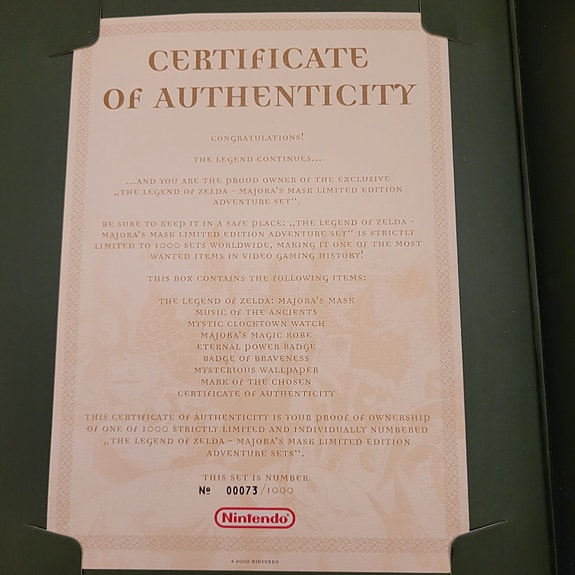 CERTIFICATE
OF AUTHENTICITY
CONGRATULATIONS!
THE LEGEND CONTINUES...
...AND YOU ARE THE PROUD OWNER OF THE EXCLUSIVE
„THE LEGEND OF ZELDA - MAJORA'S MASK LIMITED EDITION
ADVENTURE SET“.
BE SURE TO KEEP IT IN A SAFE PLACE: „THE LEGEND OF ZELDA -
MAJORA'S MASK LIMITED EDITION ADVENTURE SET“ IS STRICTLY
LIMITED TO 1000 SETS WORLDWIDE, MAKING IT ONE OF THE MOST
WANTED ITEMS IN VIDEO GAMING HISTORY!
THIS BOX CONTAINS THE FOLLOWING ITEMS:
THE LEGEND OF ZELDA: MAJORA'S MASK
MUSIC OF THE ANCIENTS
MYSTIC CLOCKTOWN WATCH
MAJORA'S MAGIC ROBE
ETERNAL POWER BADGE
BADGE OF BRAVENESS
MYSTERIOUS WALLPAPER
MARK OF THE CHOSEN
CERTIFICATE OF AUTHENTICITY
THIS CERTIFICATE OF AUTHENTICITY IS YOUR PROOF OF OWNERSHIP
OF ONE OF 1000 STRICTLY LIMITED AND INDIVIDUALLY NUMBERED
„THE LEGEND OF ZELDA - MAJORA'S MASK LIMITED EDITION
ADVENTURE SETS“.
THIS SET IS NUMBER
Nº 00073/1000
Nintendo
© 2000 NINTENDO